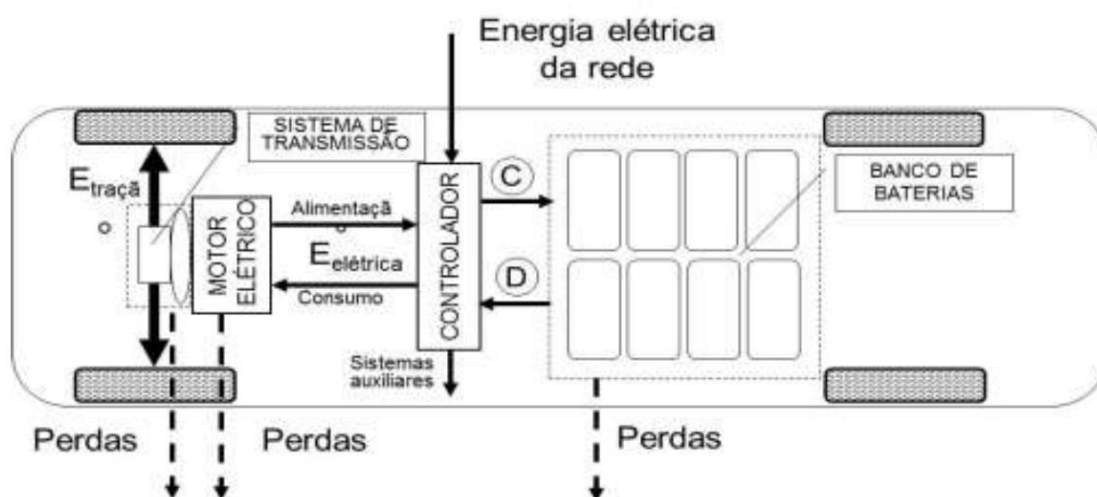 Energia elétrica
da rede
SISTEMA DE
TRANSMISSÃO
E traçã
o
MOTOR
ELÉTRICO
Alimentaçã
o
E elétrica
Consumo
CONTROLADOR
Sistemas
auxiliares
C
D
BANCO DE
BATERIAS
Perdas
Perdas
Perdas